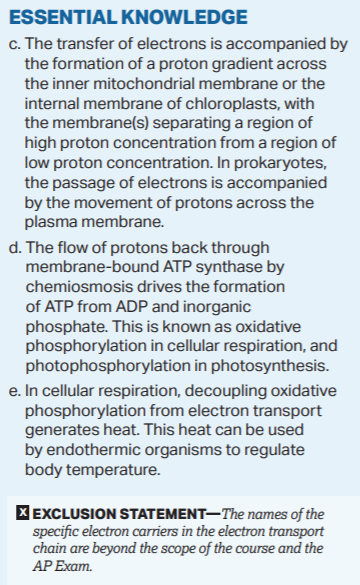 ESSENTIAL KNOWLEDGE
c. The transfer of electrons is accompanied by
the formation of a proton gradient across
the inner mitochondrial membrane or the
internal membrane of chloroplasts, with
the membrane(s) separating a region of
high proton concentration from a region of
low proton concentration. In prokaryotes,
the passage of electrons is accompanied
by the movement of protons across the
plasma membrane.
d. The flow of protons back through
membrane-bound ATP synthase by
chemiosmosis drives the formation
of ATP from ADP and inorganic
phosphate. This is known as oxidative
phosphorylation in cellular respiration, and
photophosphorylation in photosynthesis.
e. In cellular respiration, decoupling oxidative
phosphorylation from electron transport
generates heat. This heat can be used
by endothermic organisms to regulate
body temperature.
X EXCLUSION STATEMENT—The names of the
specific electron carriers in the electron transport
chain are beyond the scope of the course and the
AP Exam.